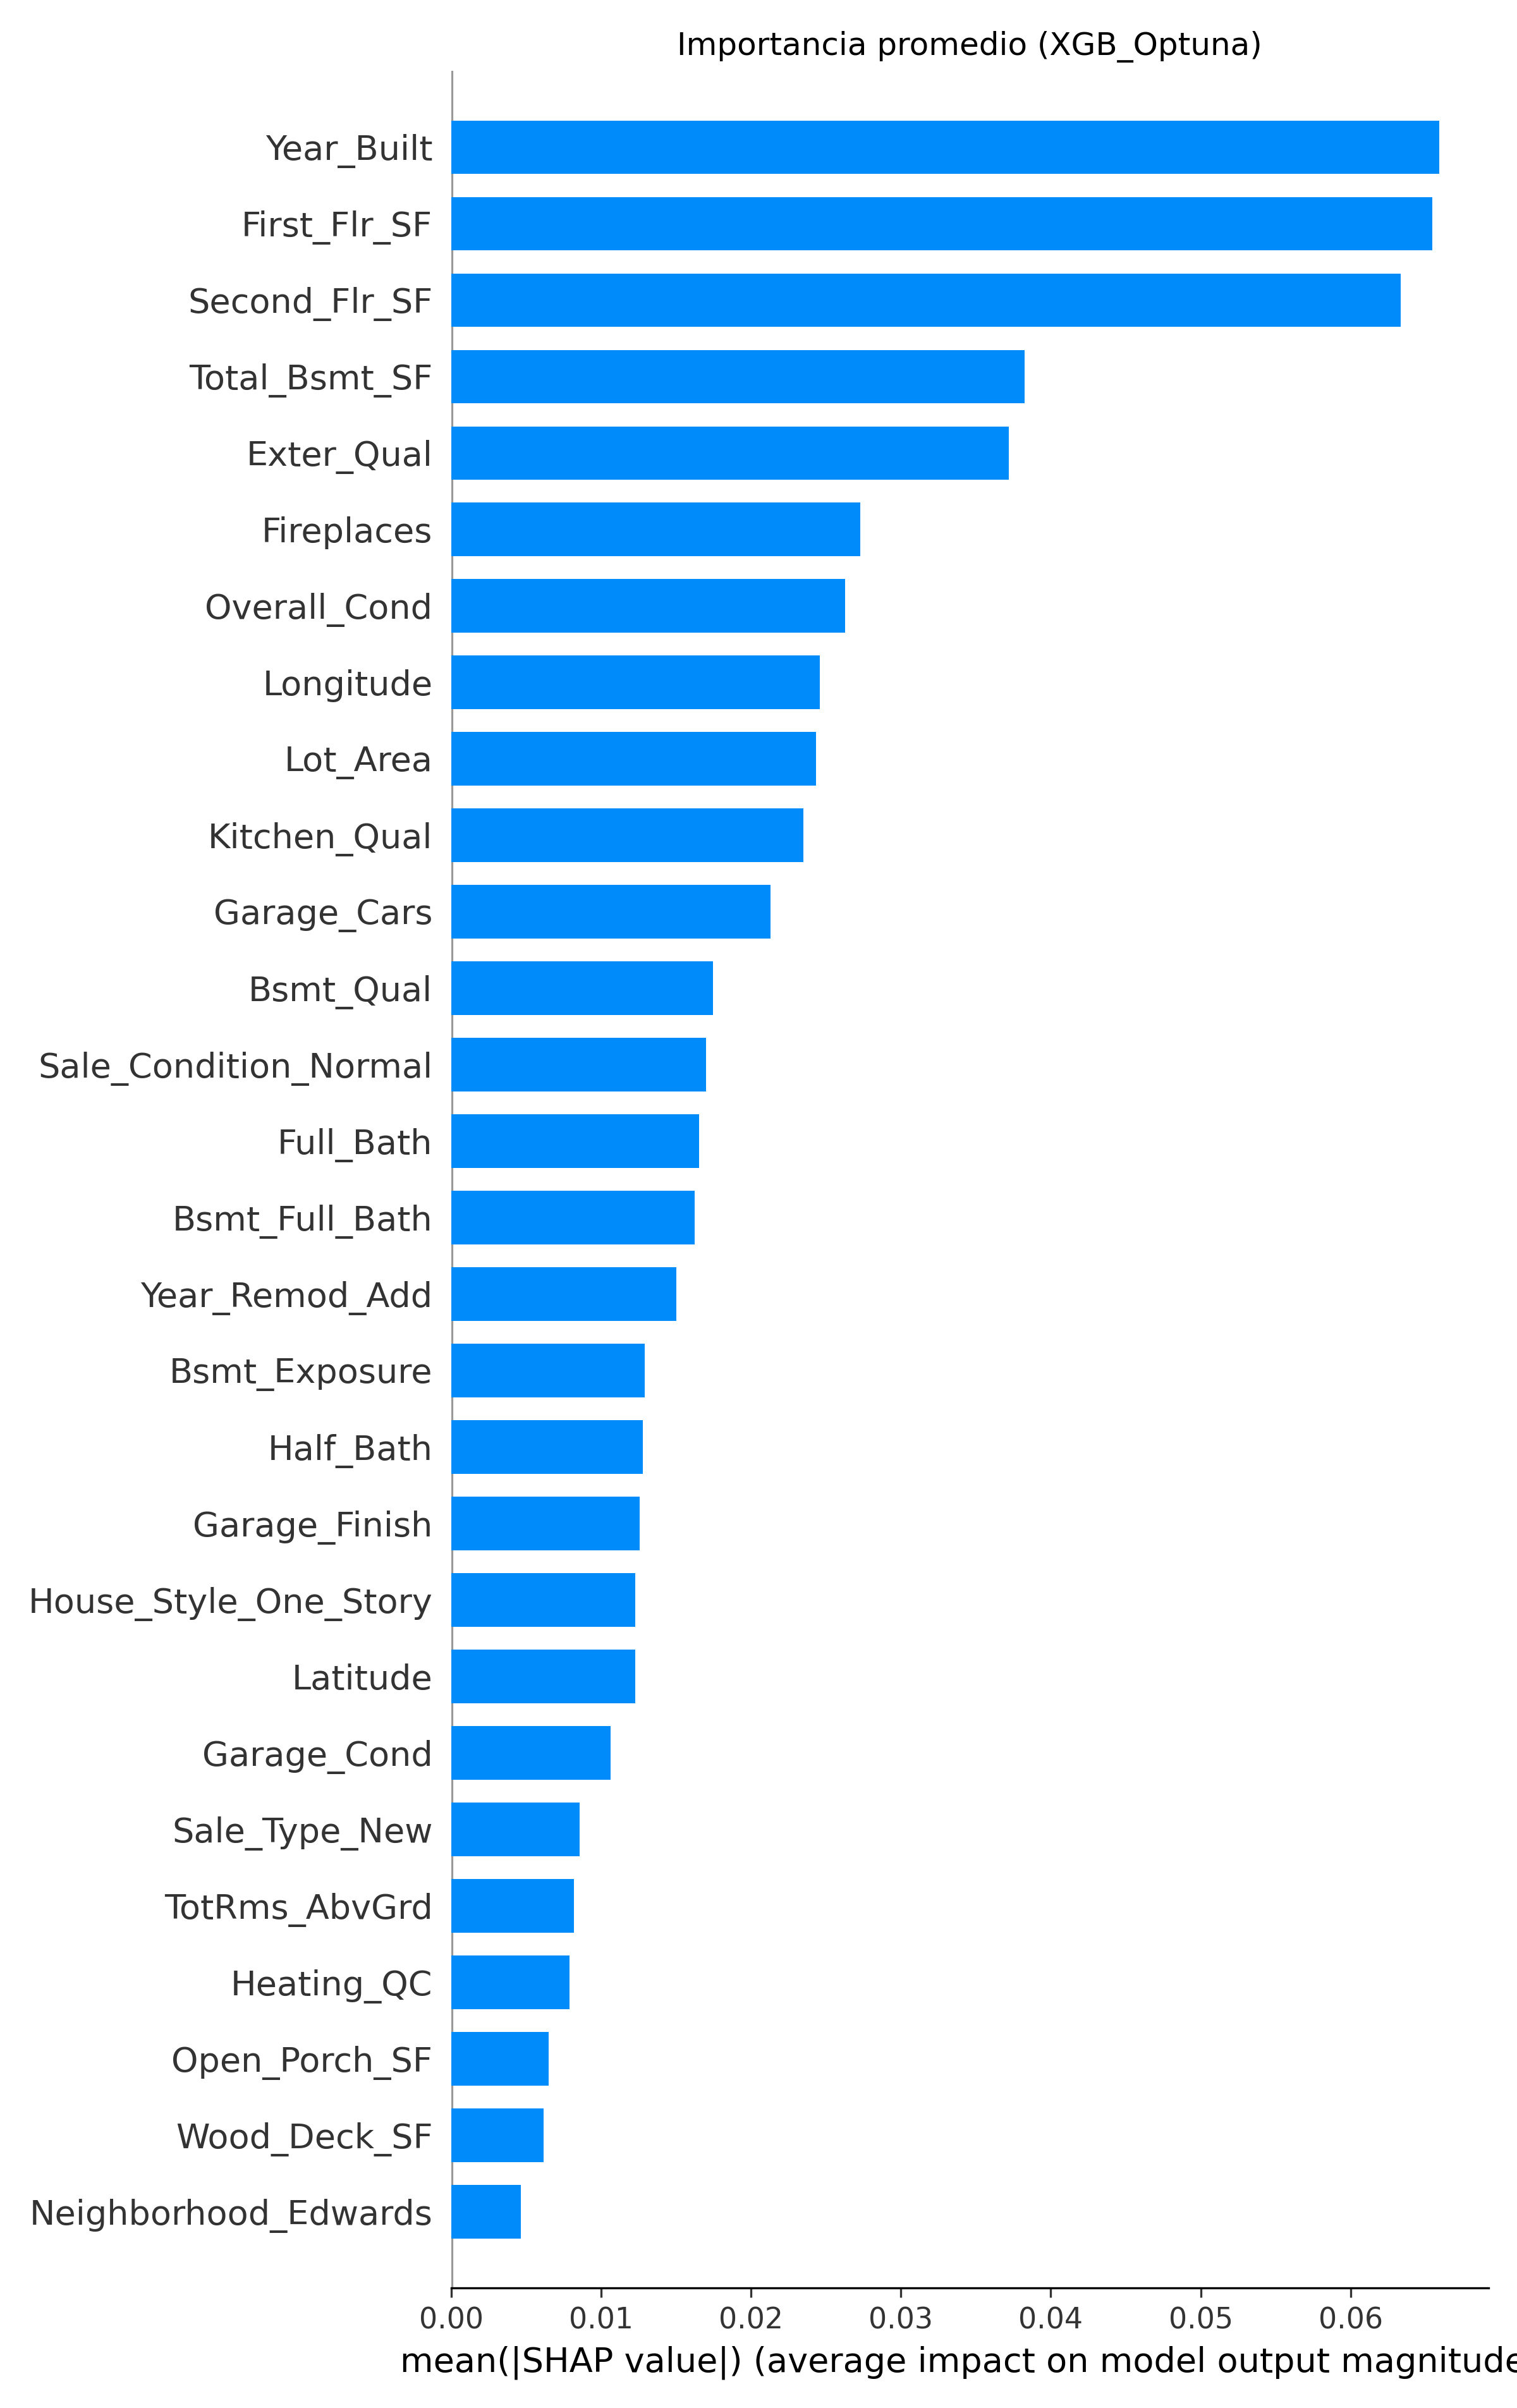 Importancia promedio (XGB_Optuna)
Year_Built
First_Flr_SF
Second_Flr_SF
Total_Bsmt_SF
Exter_Qual
Fireplaces
Overall_Cond
Longitude
Lot_Area
Kitchen_Qual
Garage_Cars
Bsmt_Qual
Sale_Condition_Normal
Full_Bath
Bsmt_Full_Bath
Year_Remod_Add
Bsmt_Exposure
Half_Bath
Garage_Finish
House_Style_One_Story
Latitude
Garage_Cond
Sale_Type_New
TotRms_AbvGrd
Heating_QC
Open_Porch_SF
Wood_Deck_SF
Neighborhood_Edwards
0.00 0.01 0.02 0.03 0.04 0.05 0.06
mean(|SHAP value|) (average impact on model output magnitude